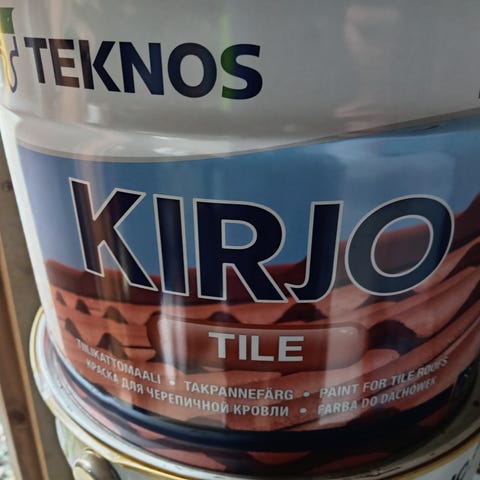 TEKNOS
KIRJO
TILE
TIILIKATTOMAALI • TAKPANNEFÄRG • PAINT FOR TILE ROOFS
КРАСКА ДЛЯ ЧЕРЕПИЧНОЙ КРОВЛИ • FARBA DO DACHÓWEK